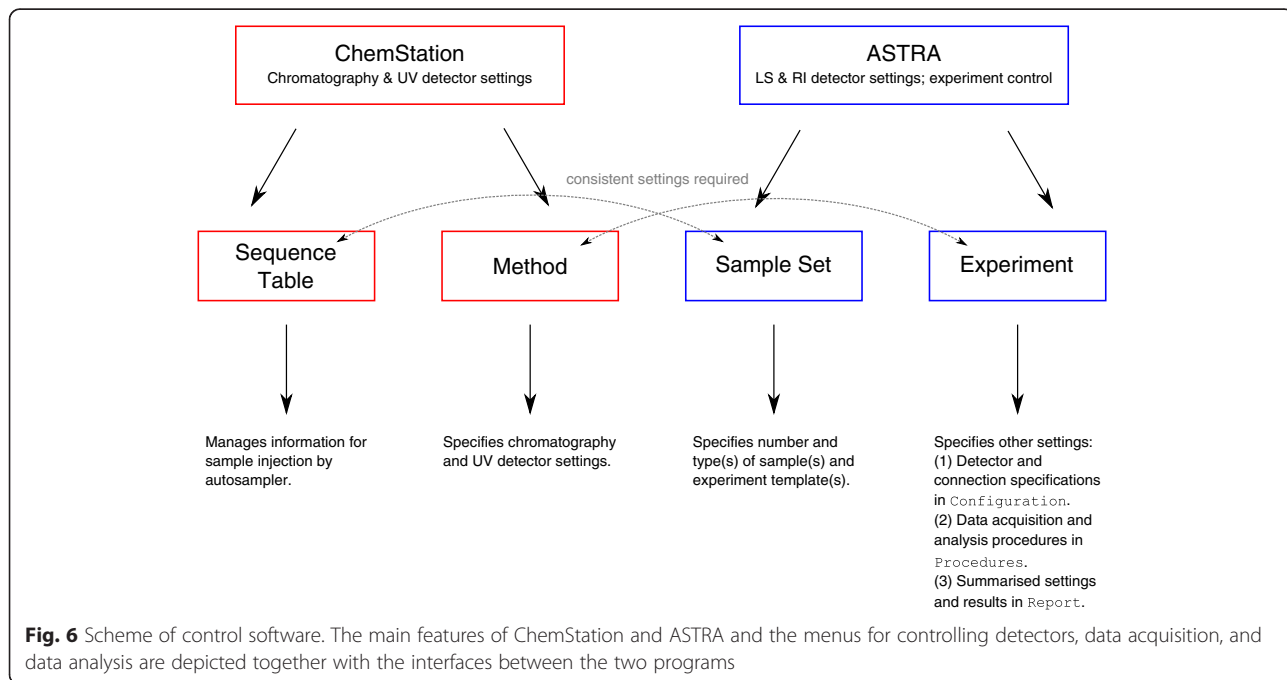 ChemStation
Chromatography & UV detector settings
ASTRA
LS & RI detector settings; experiment control
consistent settings required
Sequence
Table
Method
Sample Set
Experiment
Manages information for
sample injection by
autosampler.
Specifies chromatography
and UV detector settings.
Specifies number and
type(s) of sample(s) and
experiment template(s).
Specifies other settings:
(1) Detector and
connection specifications
in Configuration.
(2) Data acquisition and
analysis procedures in
Procedures.
(3) Summarised settings
and results in Report.
Fig. 6 Scheme of control software. The main features of ChemStation and ASTRA and the menus for controlling detectors, data acquisition, and
data analysis are depicted together with the interfaces between the two programs